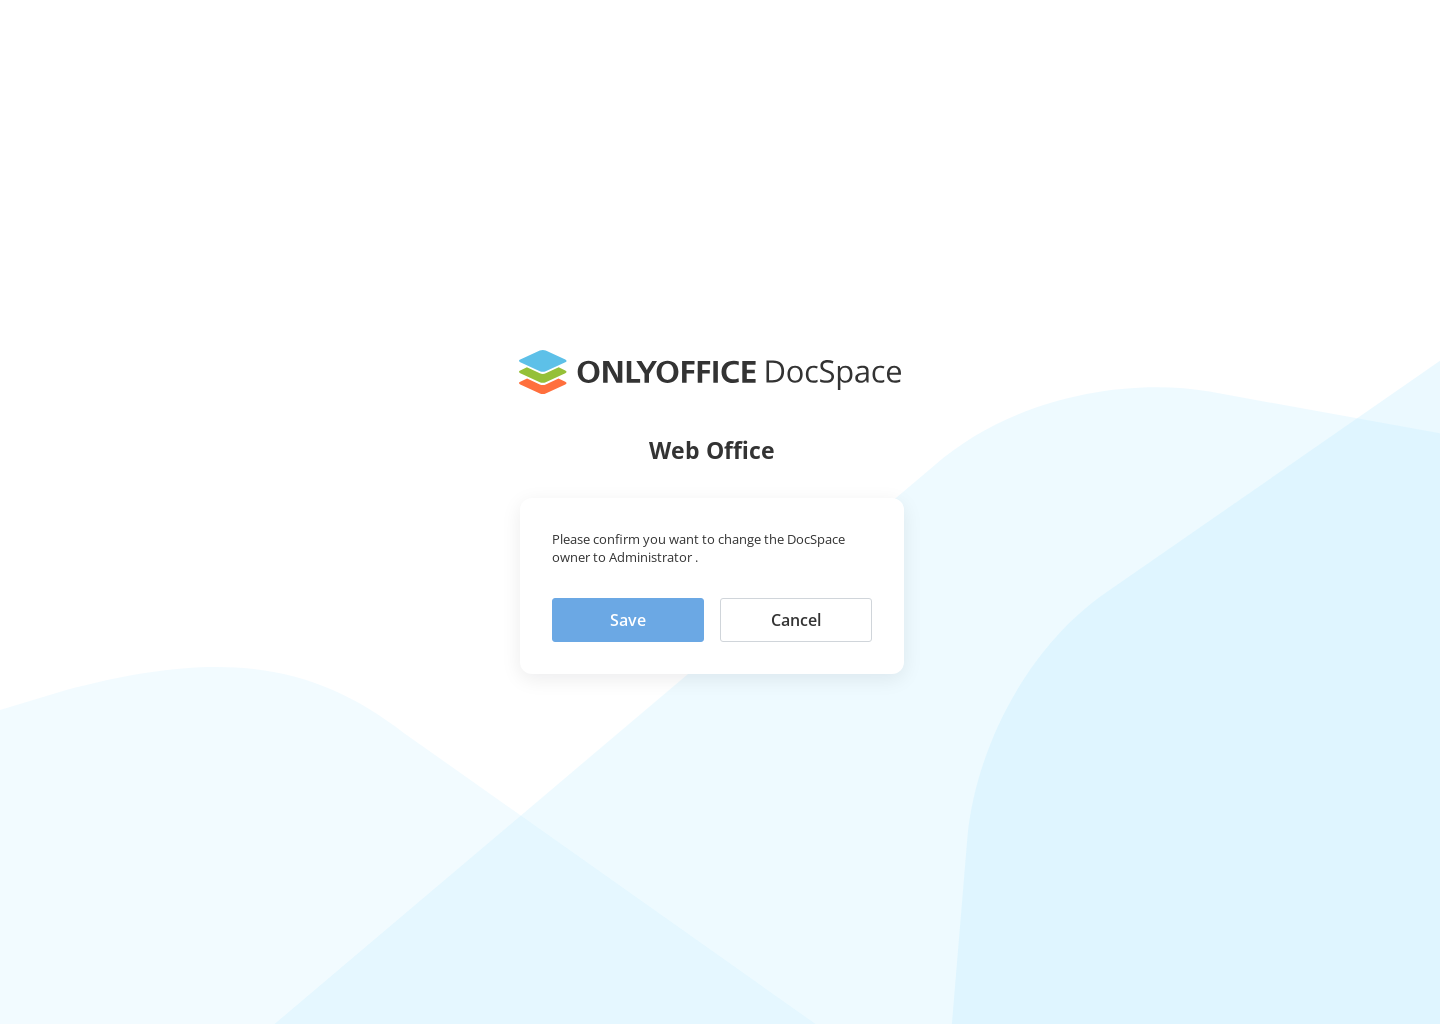 ONLYOFFICE DocSpace
Web Office
Please confirm you want to change the DocSpace
owner to Administrator .
Save
Cancel